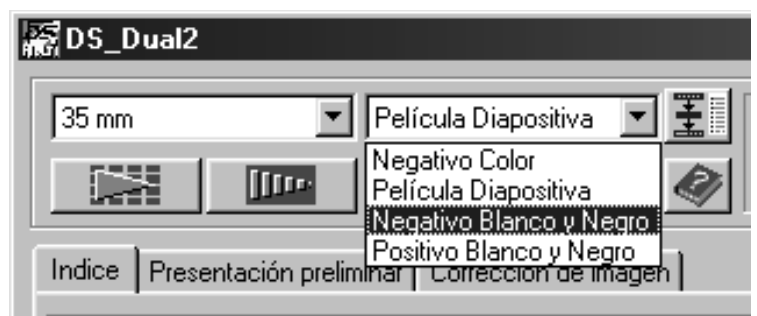 DS_Dual2
35 mm
Película Diapositiva
Negativo Color
Película Diapositiva
Negativo Blanco y Negro
Positivo Blanco y Negro
Indice
Presentación preliminar
Corrección de imagen